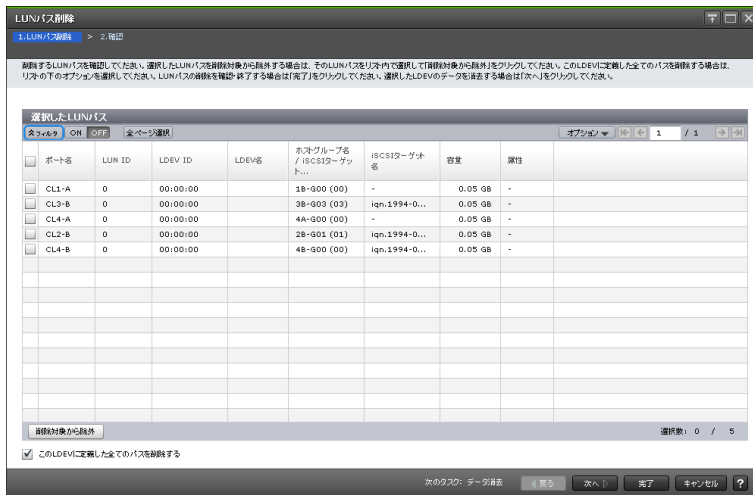 LUNパス削除
1.LUNパス削除 > 2.確認
削除するLUNパスを確認してください。選択したLUNパスを削除対象から除外する場合は、そのLUNパスをリスト内で選択して「削除対象から除外」をクリックしてください。このLDEVに定義した全てのパスを削除する場合は、
リストの下のオプションを選択してください。LUNパスの削除を確認・終了する場合は「完了」をクリックしてください。選択したLDEVのデータを消去する場合は「次へ」をクリックしてください。
選択したLUNパス
フィルタ ON OFF 全ページ選択 オプション 1 / 1
ポート名 LUN ID LDEV ID LDEV名 ホストグループ名 / iSCSIターゲット... iSCSIターゲット名 容量 属性
CL1-A 0 00:00:00 1B-G00 (00) - 0.05 GB -
CL3-B 0 00:00:00 3B-G03 (03) iqn.1994-0... 0.05 GB -
CL4-A 0 00:00:00 4A-G00 (00) - 0.05 GB -
CL2-B 0 00:00:00 2B-G01 (01) iqn.1994-0... 0.05 GB -
CL4-B 0 00:00:00 4B-G00 (00) iqn.1994-0... 0.05 GB -
削除対象から除外 選択数: 0 / 5
このLDEVに定義した全てのパスを削除する
次のタスク: データ消去 戻る 次へ 完了 キャンセル ?